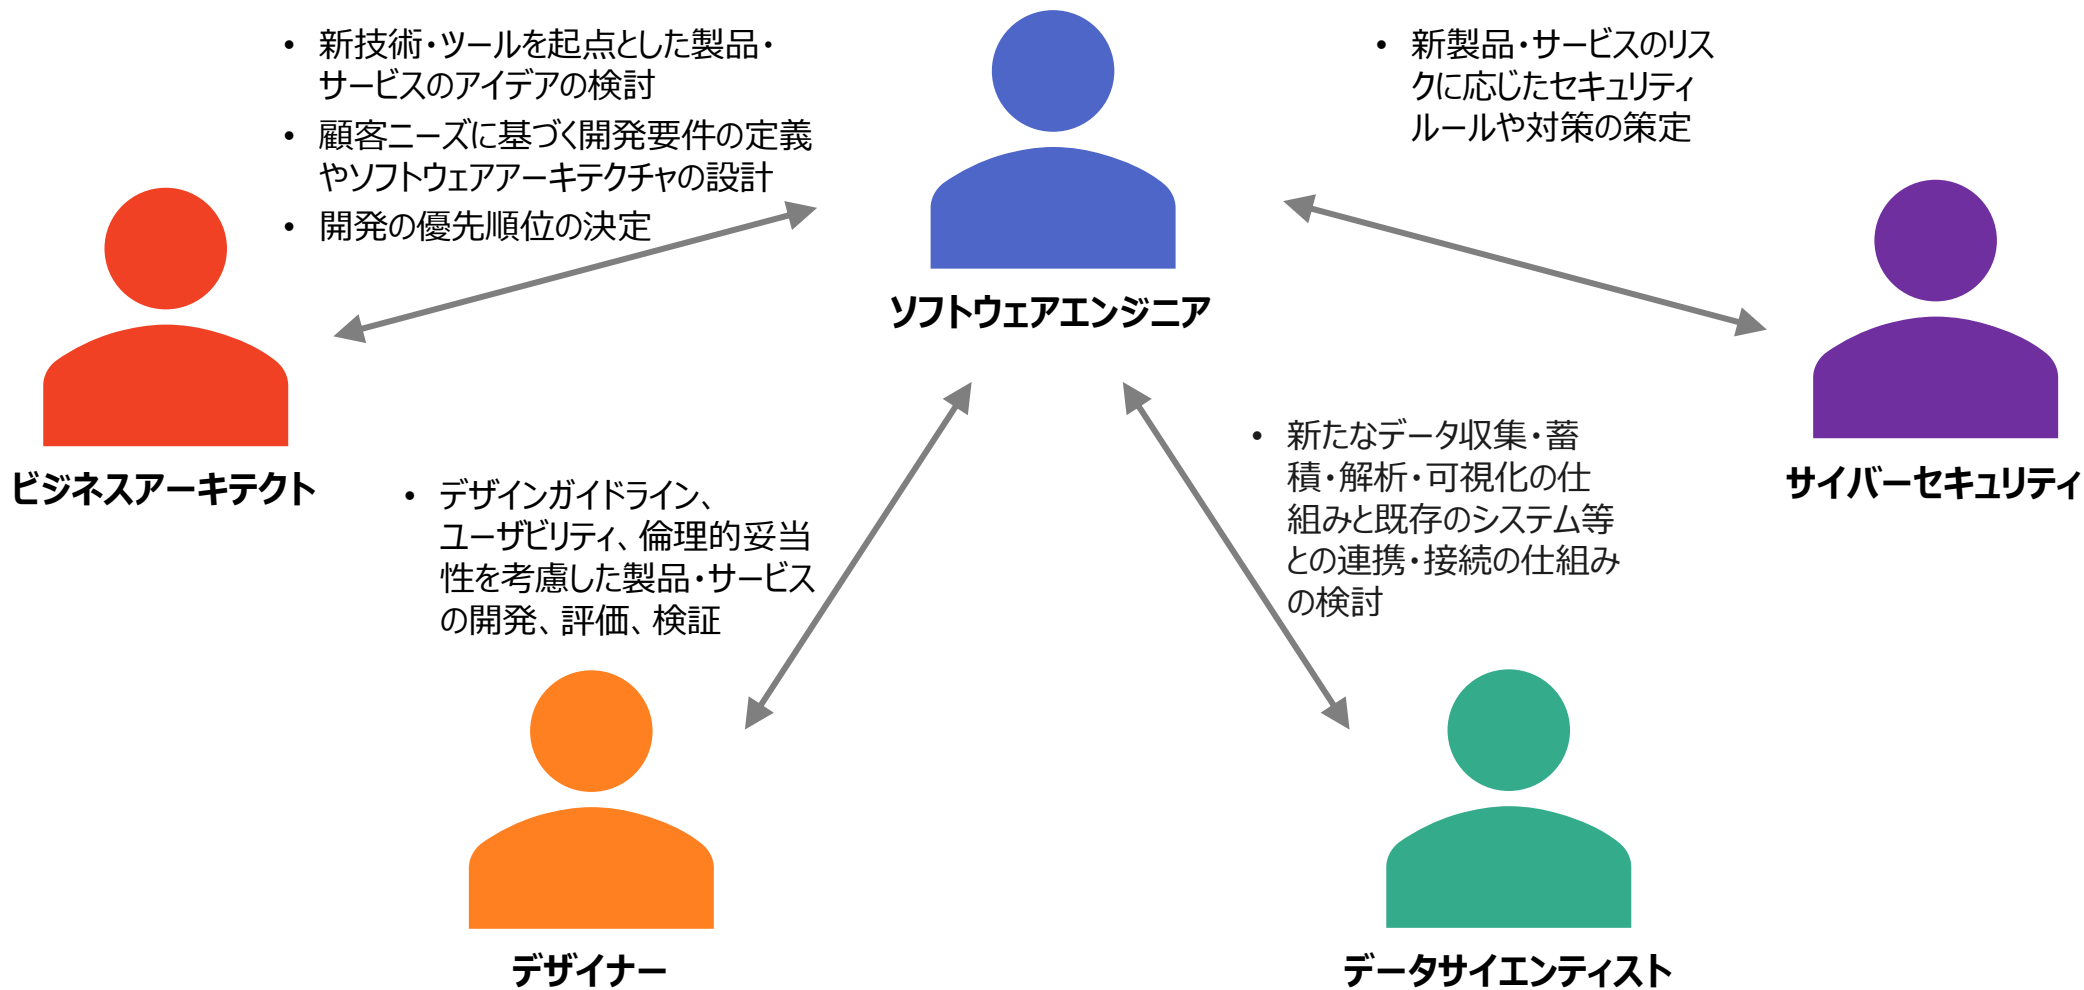 • 新技術・ツールを起点とした製品・
サービスのアイデアの検討
• 顧客ニーズに基づく開発要件の定義
やソフトウェアアーキテクチャの設計
• 開発の優先順位の決定
• 新製品・サービスのリス
クに応じたセキュリティ
ルールや対策の策定
ソフトウェアエンジニア
ビジネスアーキテクト
サイバーセキュリティ
• デザインガイドライン、
ユーザビリティ、倫理的妥当
性を考慮した製品・サービス
の開発、評価、検証
• 新たなデータ収集・蓄
積・解析・可視化の仕
組みと既存のシステム等
との連携・接続の仕組み
の検討
デザイナー
データサイエンティスト